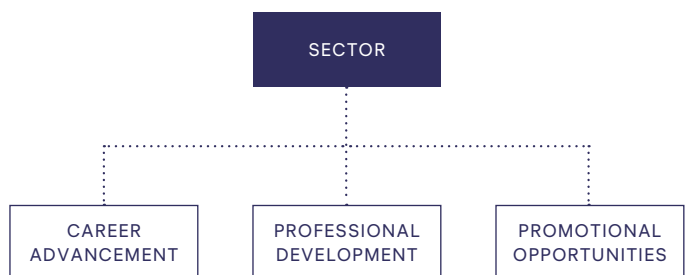 SECTOR
CAREER
ADVANCEMENT
PROFESSIONAL
DEVELOPMENT
PROMOTIONAL
OPPORTUNITIES